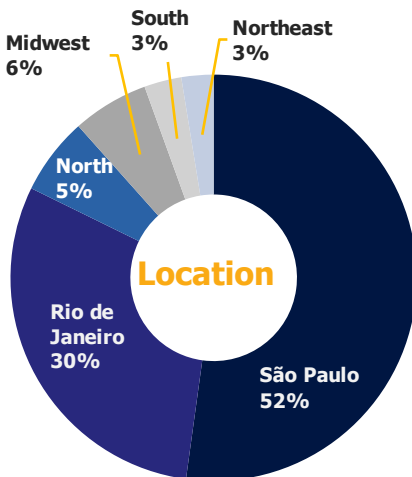 South
3%
Northeast
3%
Midwest
6%
North
5%
Location
Rio de
Janeiro
30%
São Paulo
52%